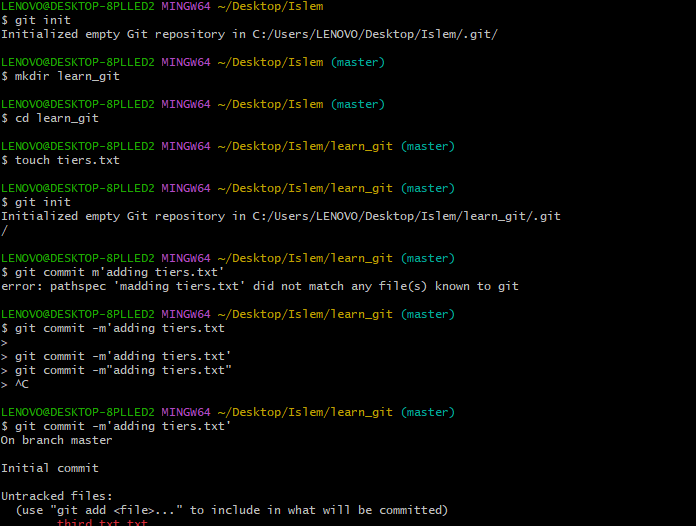 LENOVO@DESKTOP-8PLLED2 MINGW64 ~/Desktop/Islem
$ git init
Initialized empty Git repository in C:/Users/LENOVO/Desktop/Islem/.git/
LENOVO@DESKTOP-8PLLED2 MINGW64 ~/Desktop/Islem (master)
$ mkdir learn_git
LENOVO@DESKTOP-8PLLED2 MINGW64 ~/Desktop/Islem (master)
$ cd learn_git
LENOVO@DESKTOP-8PLLED2 MINGW64 ~/Desktop/Islem/learn_git (master)
$ touch tiers.txt
LENOVO@DESKTOP-8PLLED2 MINGW64 ~/Desktop/Islem/learn_git (master)
$ git init
Initialized empty Git repository in C:/Users/LENOVO/Desktop/Islem/learn_git/.git
/
LENOVO@DESKTOP-8PLLED2 MINGW64 ~/Desktop/Islem/learn_git (master)
$ git commit m'adding tiers.txt'
error: pathspec 'madding tiers.txt' did not match any file(s) known to git
LENOVO@DESKTOP-8PLLED2 MINGW64 ~/Desktop/Islem/learn_git (master)
$ git commit -m'adding tiers.txt
>
> git commit -m'adding tiers.txt'
> git commit -m"adding tiers.txt"
> ^C
LENOVO@DESKTOP-8PLLED2 MINGW64 ~/Desktop/Islem/learn_git (master)
$ git commit -m'adding tiers.txt'
On branch master
Initial commit
Untracked files:
(use "git add <file>..." to include in what will be committed)
third.txt.txt